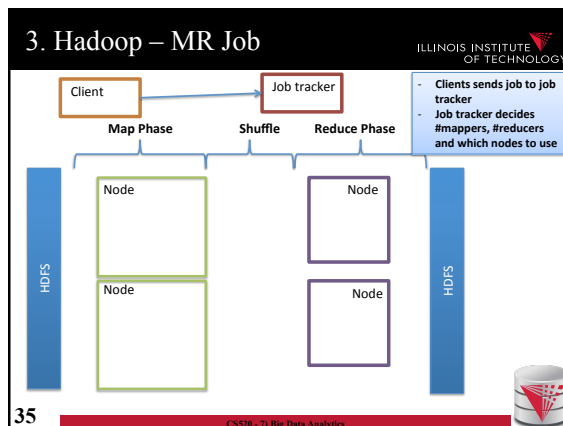 3. Hadoop – MR Job
ILLINOIS INSTITUTE
OF TECHNOLOGY
Client
Job tracker
- Clients sends job to job
tracker
- Job tracker decides
#mappers, #reducers
and which nodes to use
Map Phase
Shuffle
Reduce Phase
HDFS
Node
Node
Node
Node
HDFS
35
CS520 - 7) Big Data Analytics